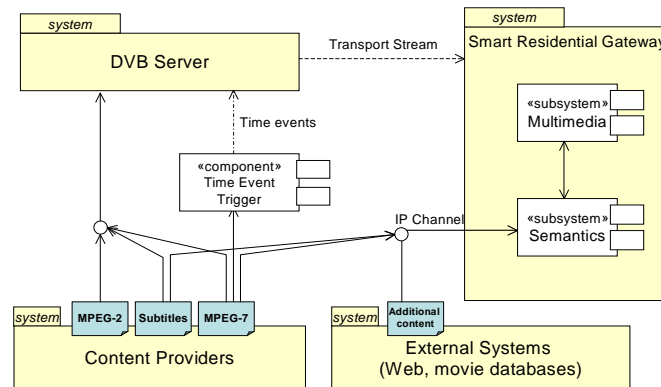 system
DVB Server
Transport Stream
system
Smart Residential Gateway
«subsystem»
Multimedia
Time events
«component»
Time Event
Trigger
IP Channel
«subsystem»
Semantics
system
MPEG-2
Subtitles
MPEG-7
Content Providers
system
Additional
content
External Systems
(Web, movie databases)